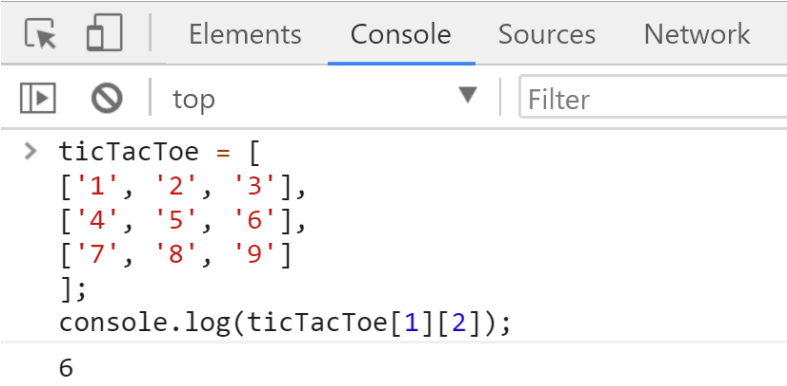 Elements Console Sources Network
top Filter
> ticTacToe = [
['1', '2', '3'],
['4', '5', '6'],
['7', '8', '9']
];
console.log(ticTacToe[1][2]);
6